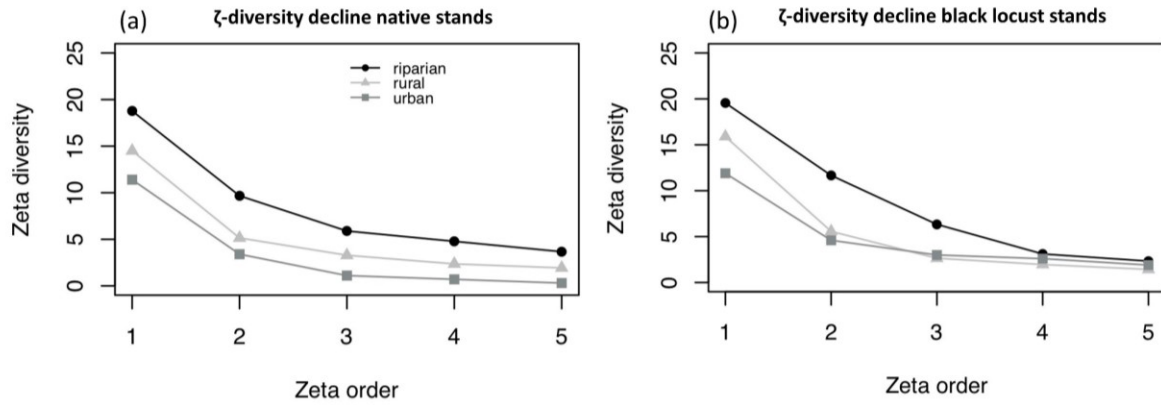 (a) ζ-diversity decline native stands
Zeta diversity
25
20
15
10
5
0
riparian
rural
urban
1 2 3 4 5
Zeta order
(b) ζ-diversity decline black locust stands
Zeta diversity
25
20
15
10
5
0
1 2 3 4 5
Zeta order